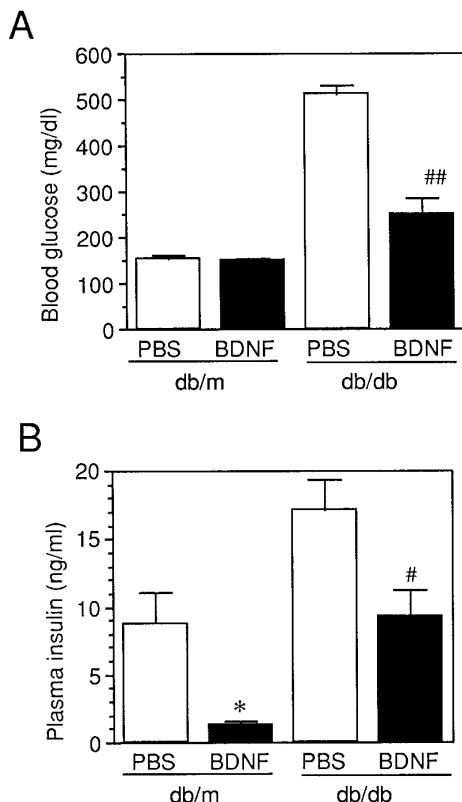 A
Blood glucose (mg/dl)
600
500
400
300
200
100
0
##
PBS BDNF PBS BDNF
db/m db/db
B
Plasma insulin (ng/ml)
20
15
10
5
0
*
#
PBS BDNF PBS BDNF
db/m db/db